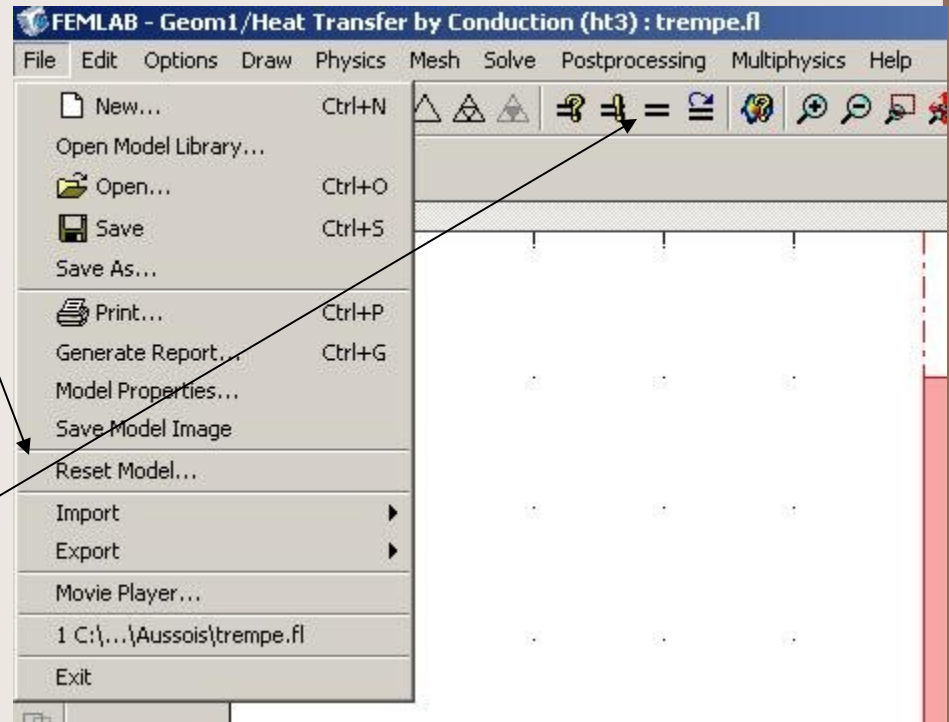 FEMLAB - Geom1/Heat Transfer by Conduction (ht3) : trempe.fl
File Edit Options Draw Physics Mesh Solve Postprocessing Multiphysics Help
New... Ctrl+N
Open Model Library...
Open... Ctrl+O
Save Ctrl+S
Save As...
Print... Ctrl+P
Generate Report... Ctrl+G
Model Properties...
Save Model Image
Reset Model...
Import
Export
Movie Player...
1 C:\...\Aussois\trempe.fl
Exit